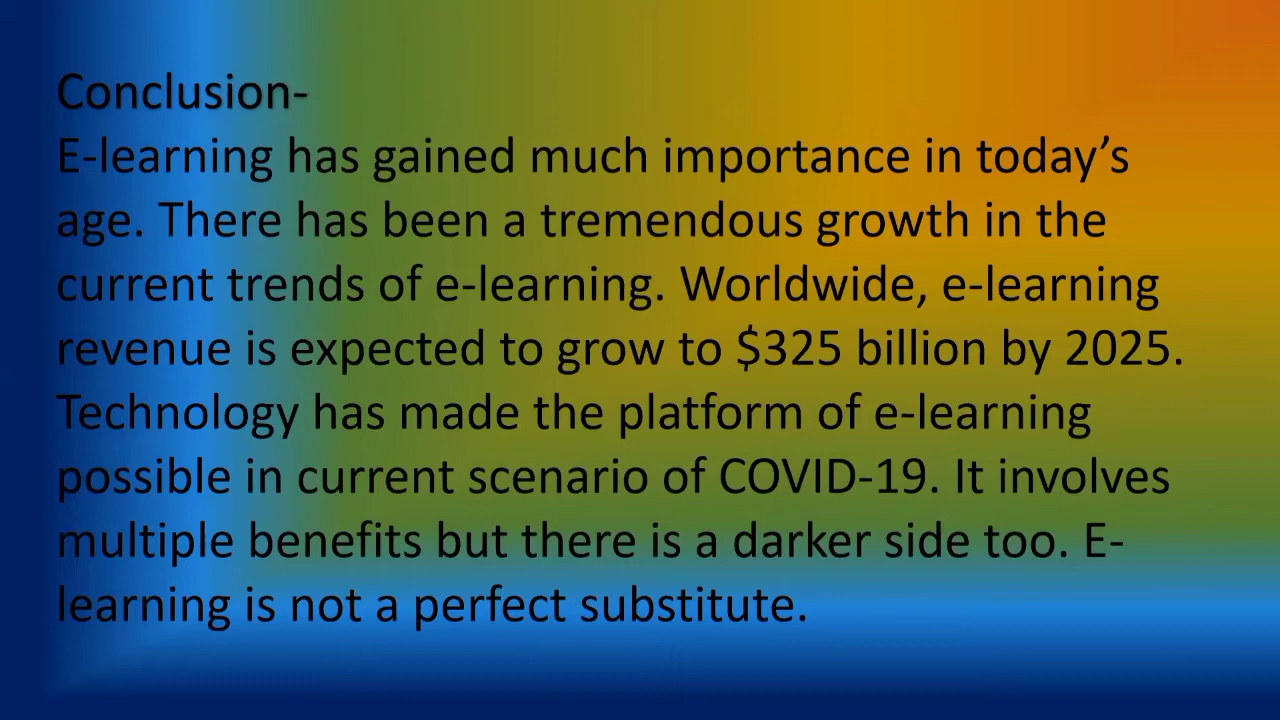 Conclusion-
E-learning has gained much importance in today’s
age. There has been a tremendous growth in the
current trends of e-learning. Worldwide, e-learning
revenue is expected to grow to $325 billion by 2025.
Technology has made the platform of e-learning
possible in current scenario of COVID-19. It involves
multiple benefits but there is a darker side too. E-
learning is not a perfect substitute.